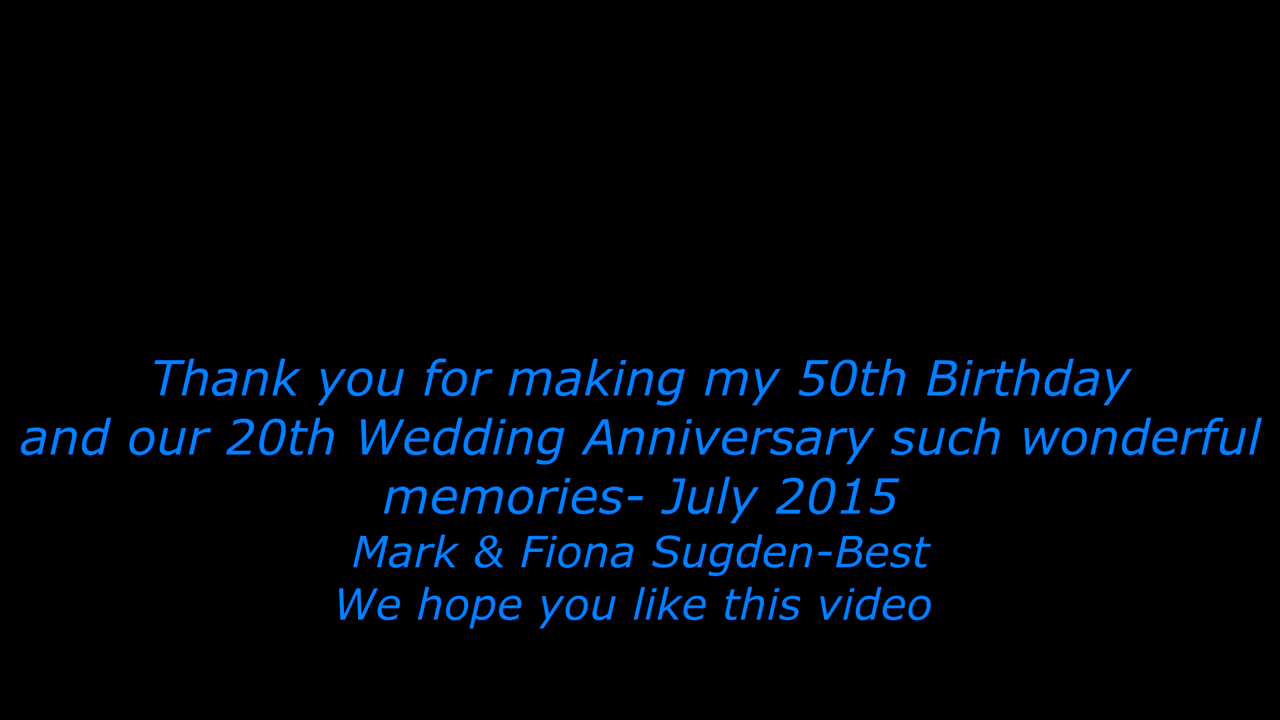 Thank you for making my 50th Birthday
and our 20th Wedding Anniversary such wonderful
memories- July 2015
Mark & Fiona Sugden-Best
We hope you like this video